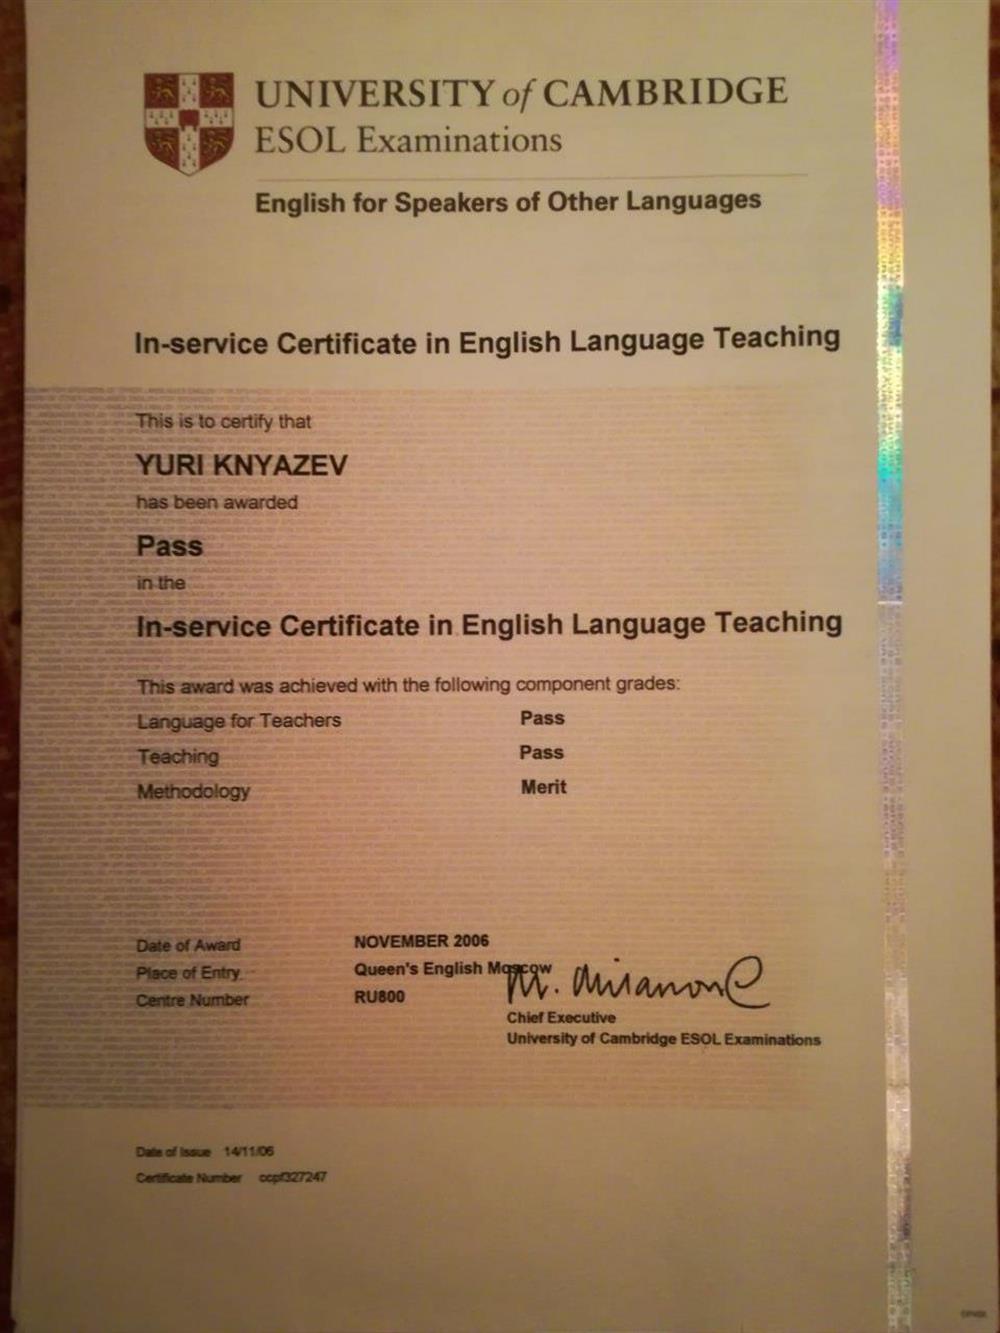 UNIVERSITY of CAMBRIDGE
ESOL Examinations
English for Speakers of Other Languages
In-service Certificate in English Language Teaching
This is to certify that
YURI KNYAZEV
has been awarded
Pass
in the
In-service Certificate in English Language Teaching
This award was achieved with the following component grades:
Language for Teachers Pass
Teaching Pass
Methodology Merit
Date of Award NOVEMBER 2006
Place of Entry Queen's English Moscow
Centre Number RU800
Chief Executive
University of Cambridge ESOL Examinations
Date of Issue 14/11/06
Certificate Number ccpf327247